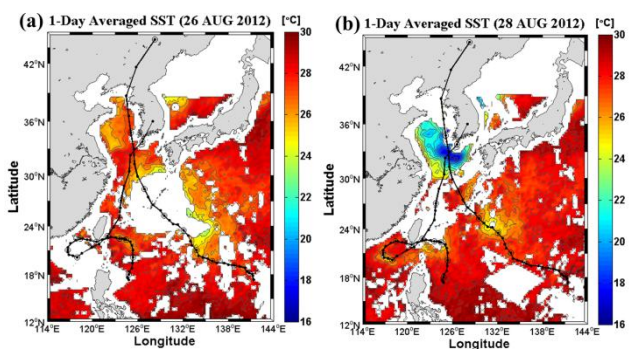 (a) 1-Day Averaged SST (26 AUG 2012) [°C]
30
28
26
24
22
20
18
16
42°N
36°N
30°N
24°N
18°N
12°N
Latitude
114°E 120°E 126°E 132°E 138°E 144°E
Longitude
(b) 1-Day Averaged SST (28 AUG 2012) [°C]
30
28
26
24
22
20
18
16
42°N
36°N
30°N
24°N
18°N
12°N
Latitude
114°E 120°E 126°E 132°E 138°E 144°E
Longitude